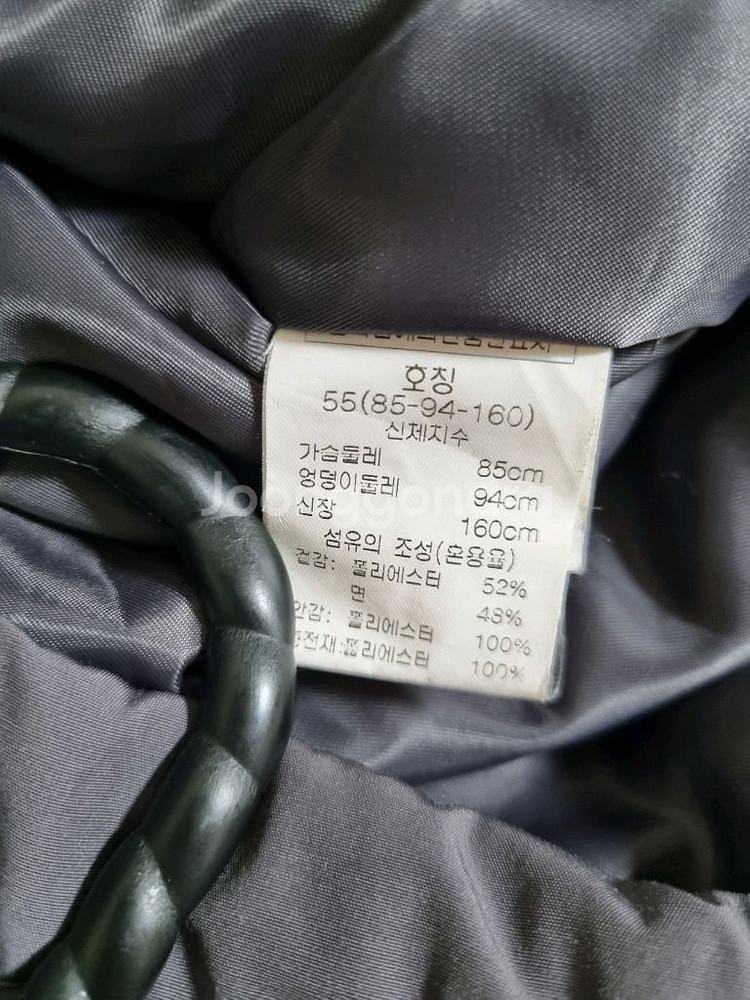 호칭
55(85-94-160)
신체지수
가슴둘레 85cm
엉덩이둘레 94cm
신장 160cm
섬유의 조성(혼용율)
겉감: 폴리에스터 52%
면 48%
안감: 폴리에스터 100%
충전재:폴리에스터 100%